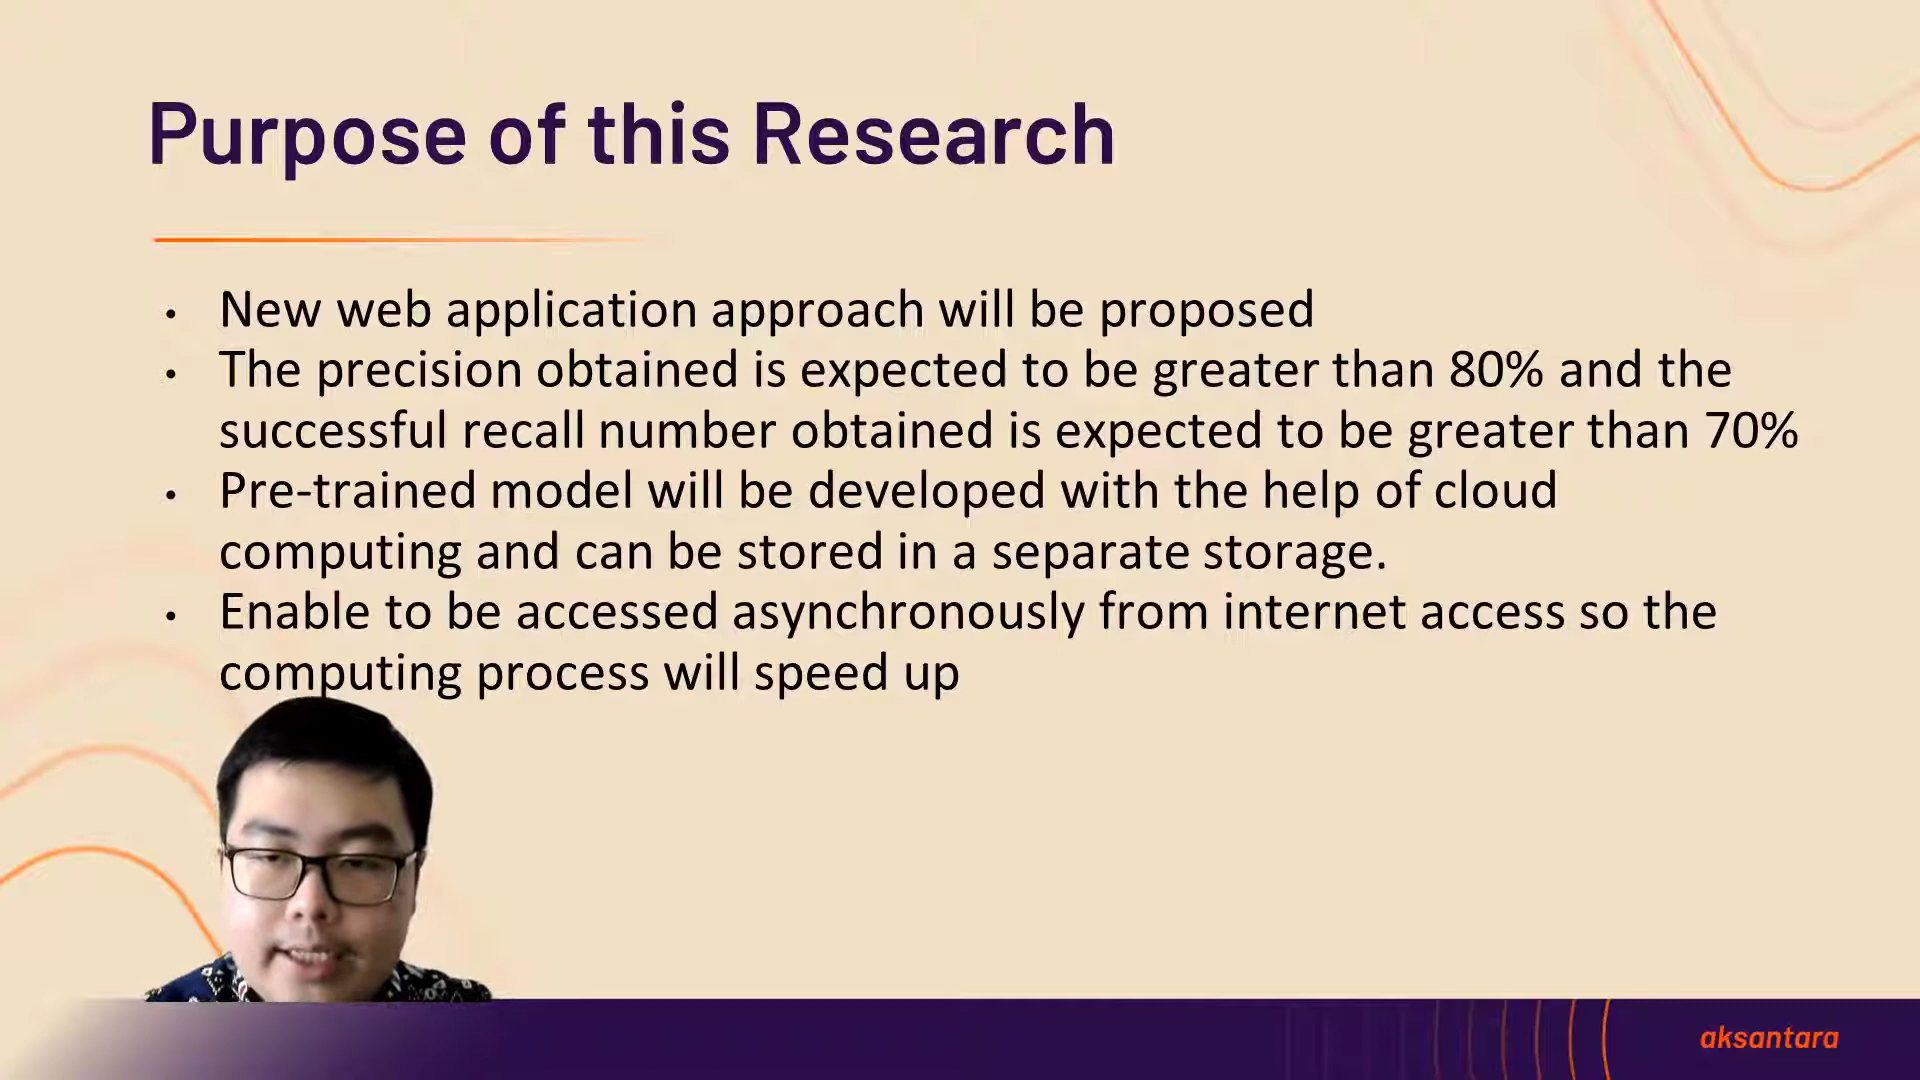 Purpose of this Research
• New web application approach will be proposed
• The precision obtained is expected to be greater than 80% and the
successful recall number obtained is expected to be greater than 70%
• Pre-trained model will be developed with the help of cloud
computing and can be stored in a separate storage.
• Enable to be accessed asynchronously from internet access so the
computing process will speed up
aksantara